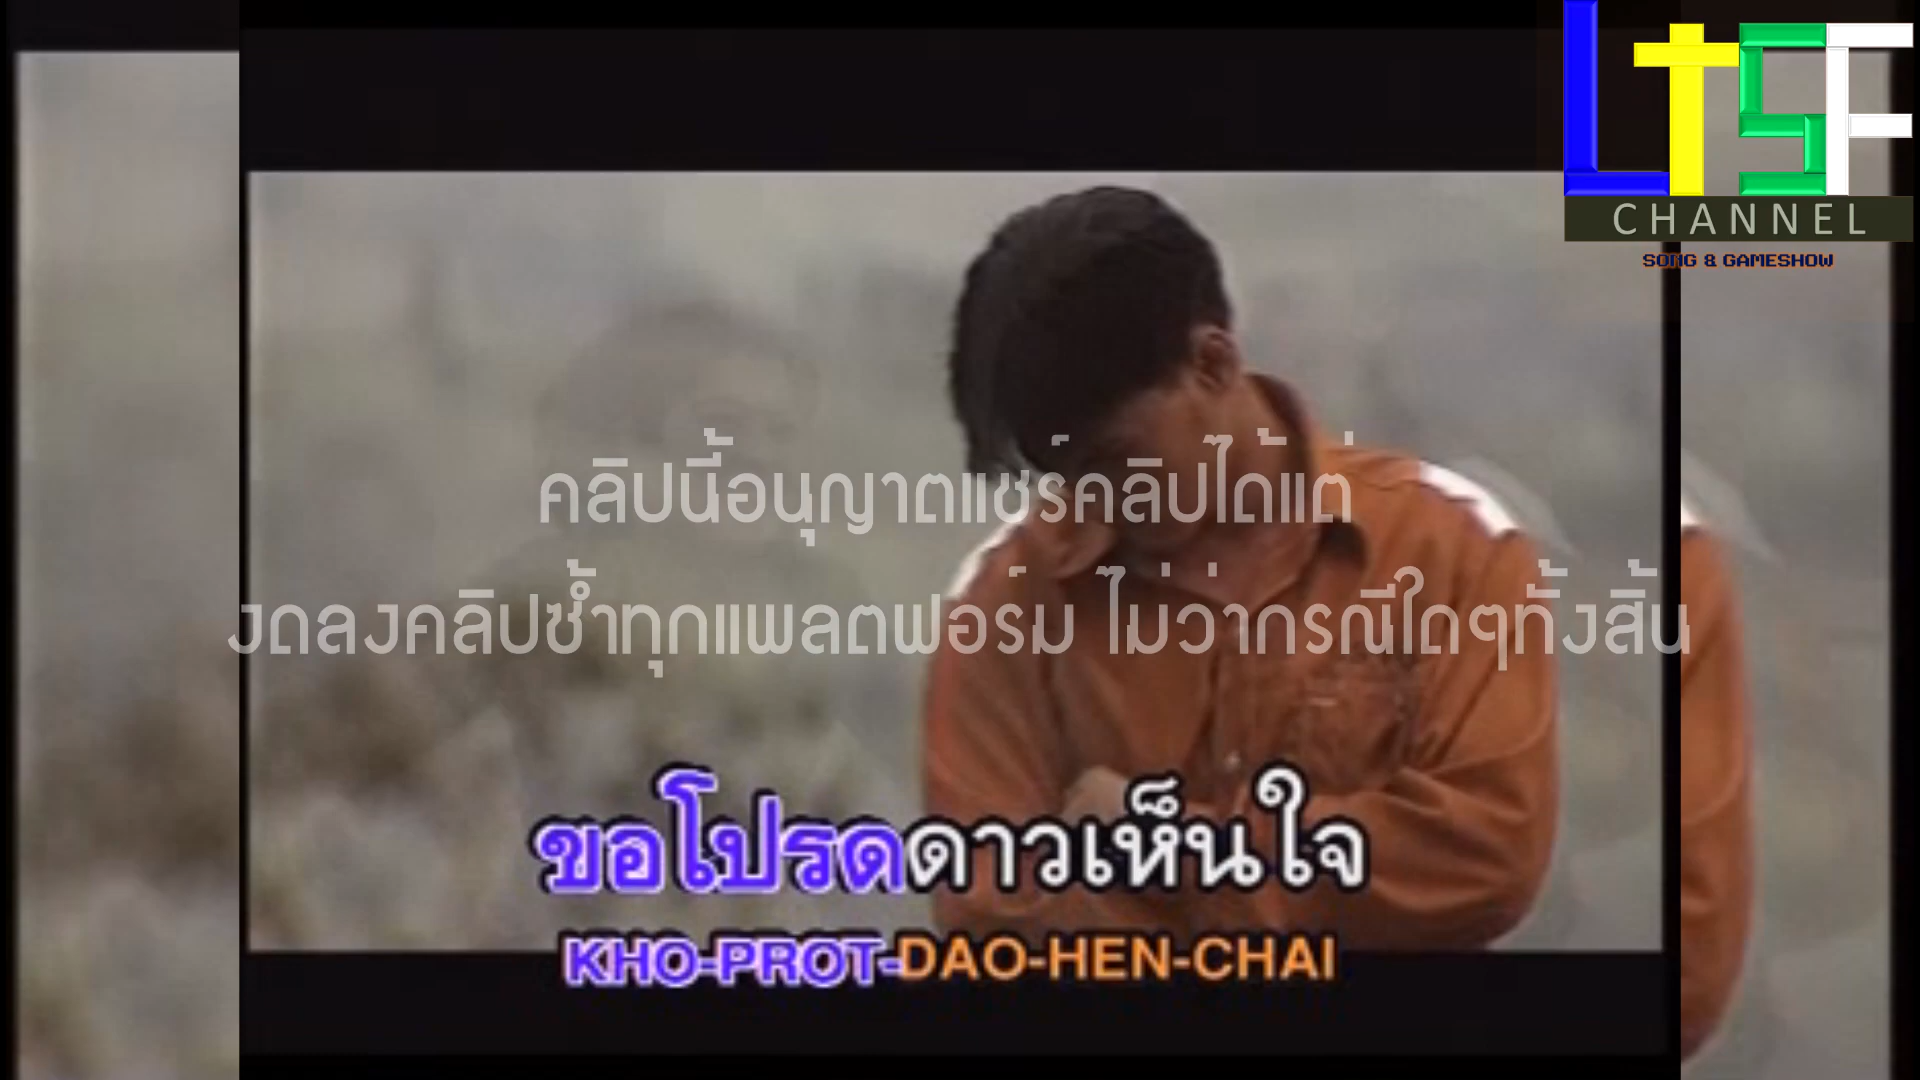 LTSF
CHANNEL
SONG & GAMESHOW
คลิปนี้อนุญาตแชร์คลิปได้แต่
งดลงคลิปซ้ำทุกแพลตฟอร์ม ไม่ว่ากรณีใดๆทั้งสิ้น
ขอโปรดดาวเห็นใจ
KHO-PROT-DAO-HEN-CHAI